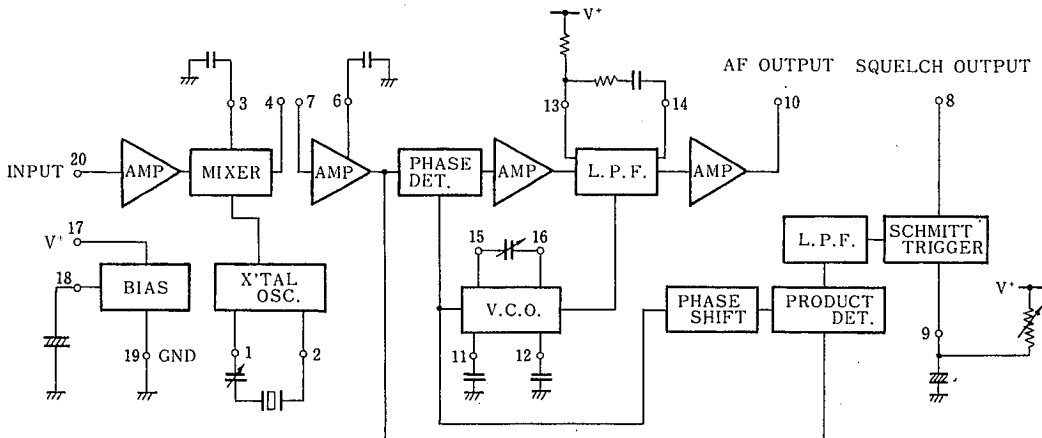 V⁺
AF OUTPUT
SQUELCH OUTPUT
3
4
7
6
13
14
10
8
INPUT
20
AMP
MIXER
AMP
PHASE
DET.
AMP
L. P. F.
AMP
17
V⁺
18
BIAS
X'TAL
OSC.
15
16
V. C. O.
L. P. F.
SCHMITT
TRIGGER
PHASE
SHIFT
PRODUCT
DET.
V⁺
19
GND
1
2
11
12
9